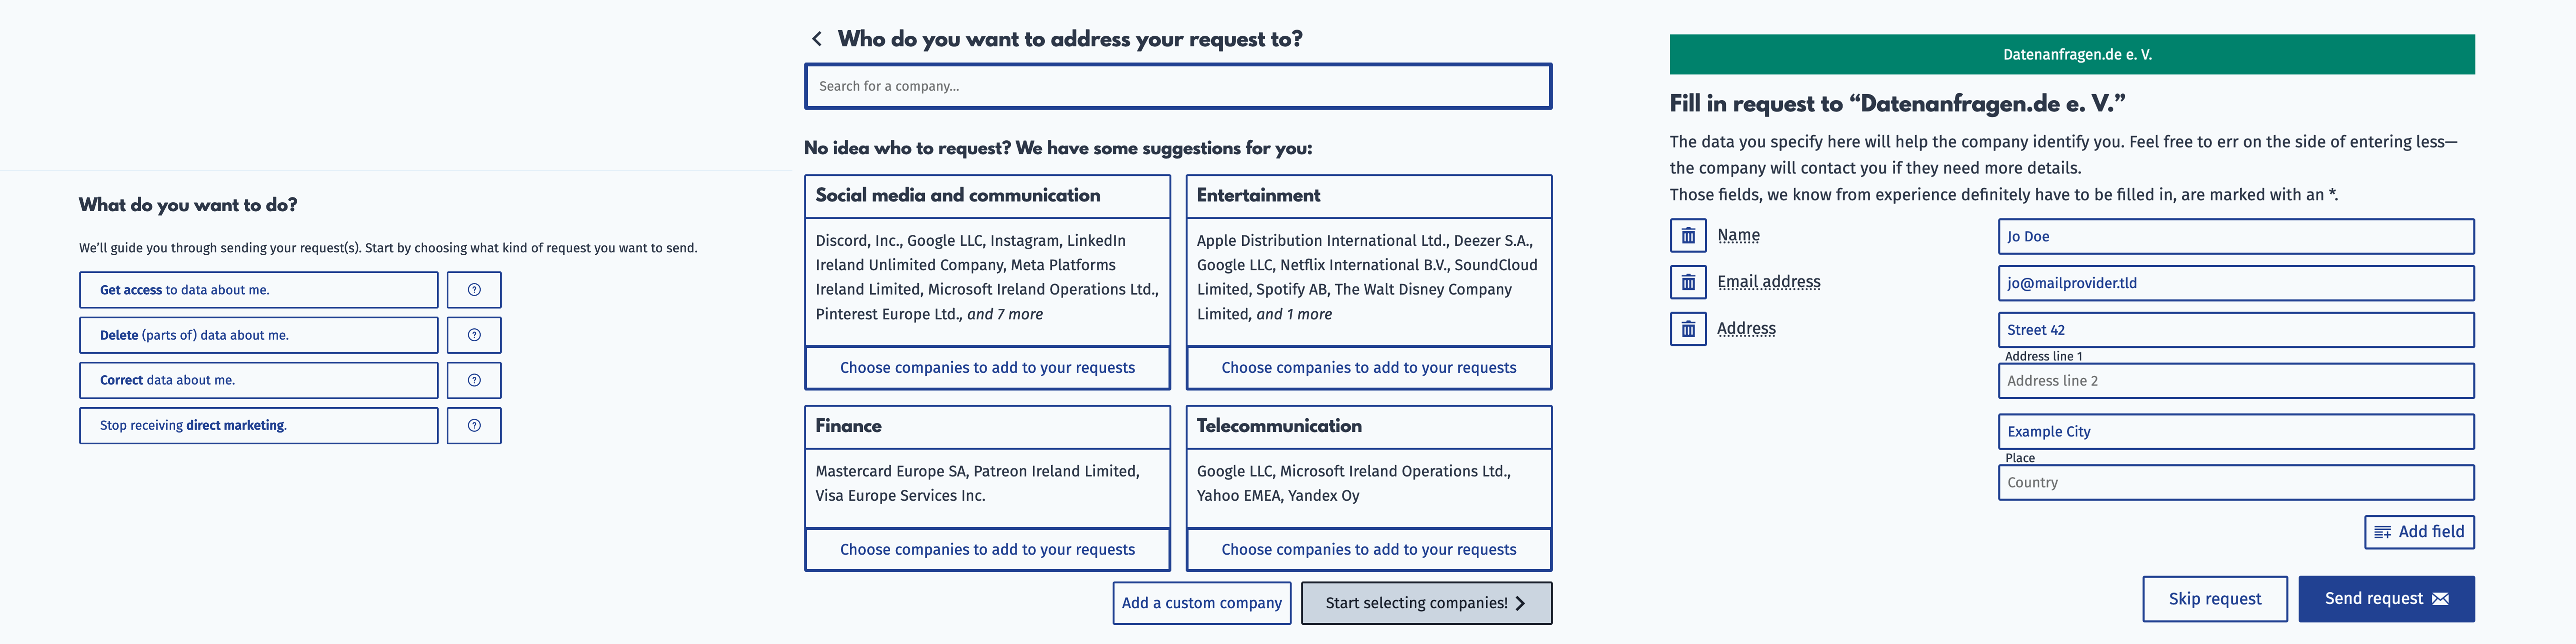 What do you want to do?
We'll guide you through sending your request(s). Start by choosing what kind of request you want to send.
Get access to data about me.
Delete (parts of) data about me.
Correct data about me.
Stop receiving direct marketing.
Who do you want to address your request to?
Search for a company...
No idea who to request? We have some suggestions for you:
Social media and communication
Discord, Inc., Google LLC, Instagram, LinkedIn
Ireland Unlimited Company, Meta Platforms
Ireland Limited, Microsoft Ireland Operations Ltd.,
Pinterest Europe Ltd., and 7 more
Choose companies to add to your requests
Entertainment
Apple Distribution International Ltd., Deezer S.A.,
Google LLC, Netflix International B.V., SoundCloud
Limited, Spotify AB, The Walt Disney Company
Limited, and 1 more
Choose companies to add to your requests
Finance
Mastercard Europe SA, Patreon Ireland Limited,
Visa Europe Services Inc.
Choose companies to add to your requests
Telecommunication
Google LLC, Microsoft Ireland Operations Ltd.,
Yahoo EMEA, Yandex Oy
Choose companies to add to your requests
Add a custom company
Start selecting companies!
Datenanfragen.de e. V.
Fill in request to “Datenanfragen.de e. V.”
The data you specify here will help the company identify you. Feel free to err on the side of entering less—
the company will contact you if they need more details.
Those fields, we know from experience definitely have to be filled in, are marked with an *.
Name
Jo Doe
Email address
jo@mailprovider.tld
Address
Street 42
Address line 1
Address line 2
Example City
Place
Country
Add field
Skip request
Send request